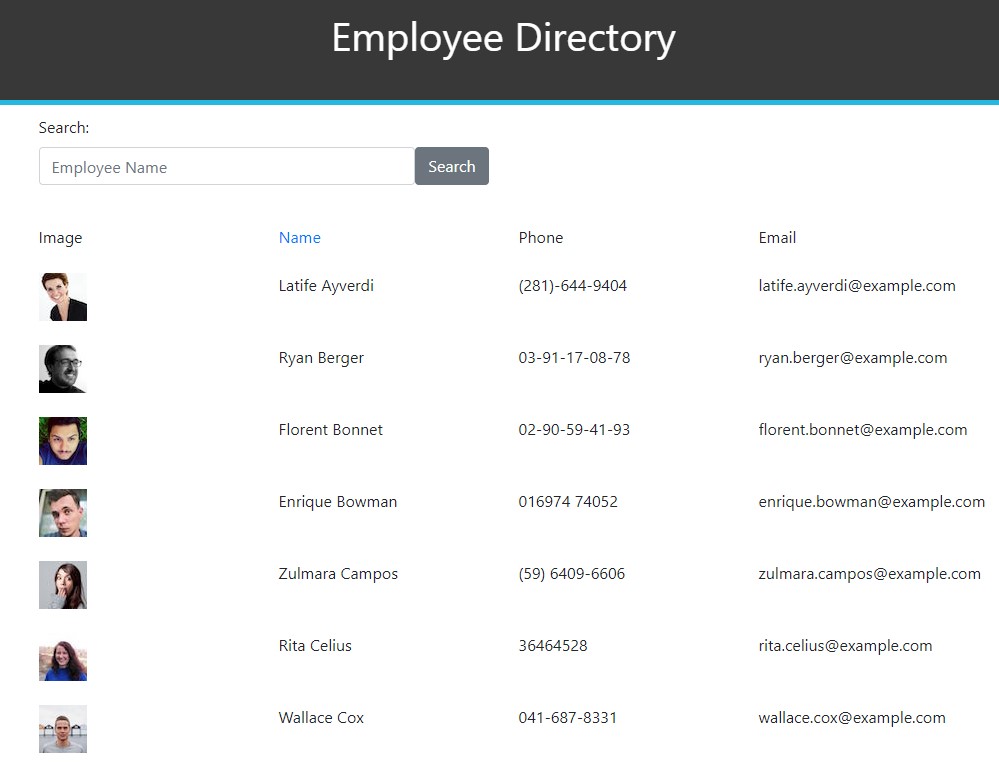 Employee Directory
Search:
Employee Name Search
Image Name Phone Email
Latife Ayverdi (281)-644-9404 latife.ayverdi@example.com
Ryan Berger 03-91-17-08-78 ryan.berger@example.com
Florent Bonnet 02-90-59-41-93 florent.bonnet@example.com
Enrique Bowman 016974 74052 enrique.bowman@example.com
Zulmara Campos (59) 6409-6606 zulmara.campos@example.com
Rita Celius 36464528 rita.celius@example.com
Wallace Cox 041-687-8331 wallace.cox@example.com